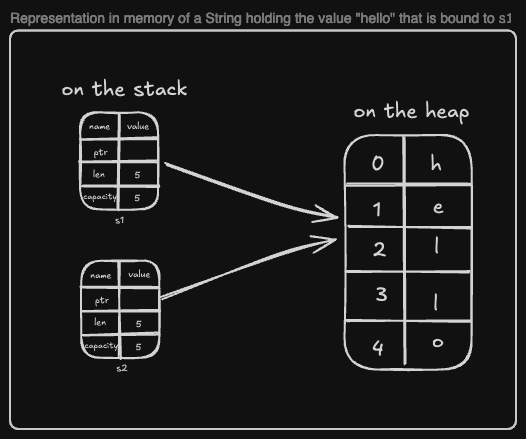 Representation in memory of a String holding the value "hello" that is bound to s1
on the stack
name value
ptr
len 5
capacity 5
s1
name value
ptr
len 5
capacity 5
s2
on the heap
0 h
1 e
2 l
3 l
4 o